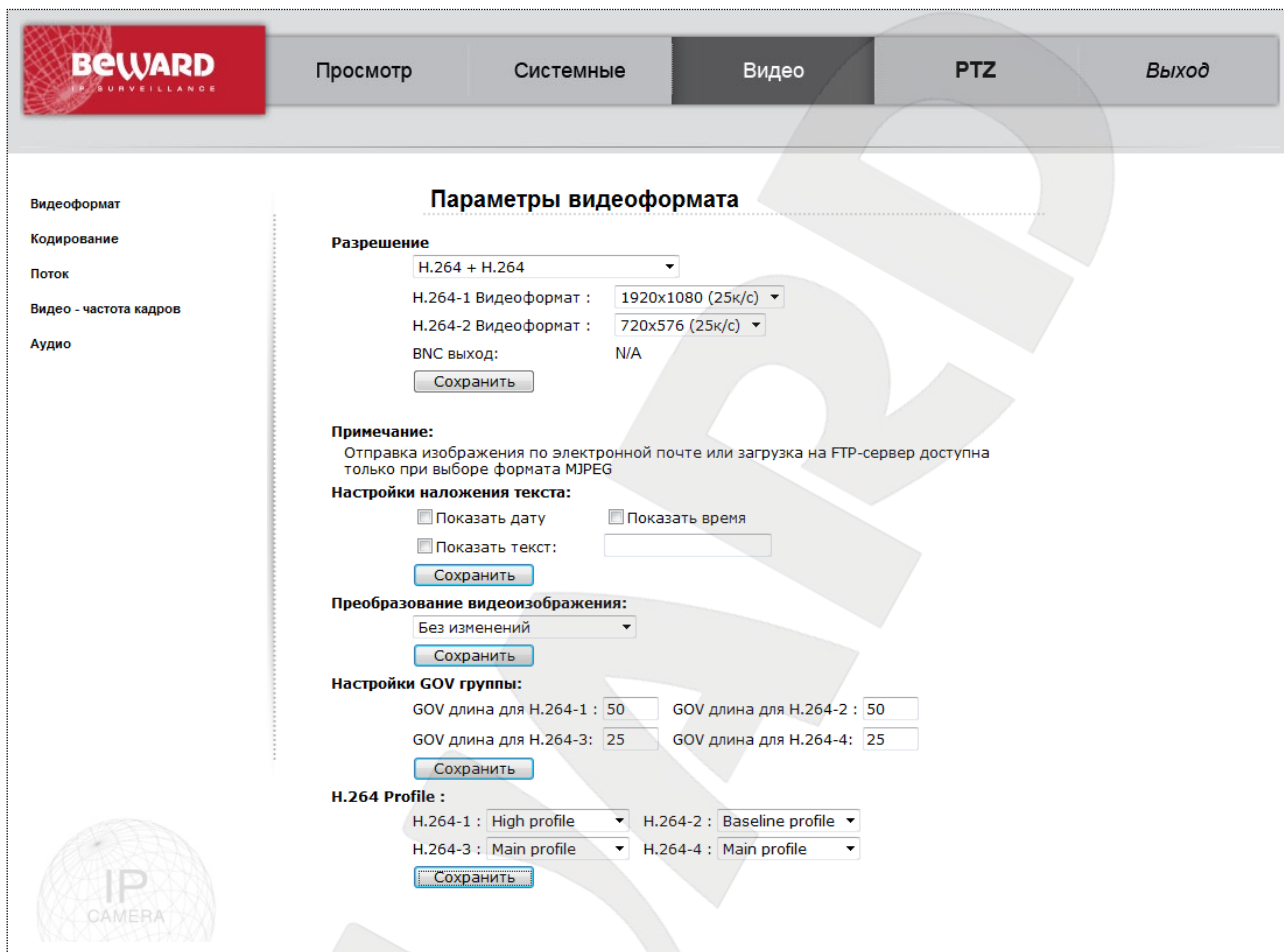 BEWARD
IP SURVEILLANCE
Просмотр
Системные
Видео
PTZ
Выход
Видеоформат
Кодирование
Поток
Видео - частота кадров
Аудио
Параметры видеоформата
Разрешение
H.264 + H.264
H.264-1 Видеоформат : 1920x1080 (25к/с)
H.264-2 Видеоформат : 720x576 (25к/с)
BNC выход: N/A
Сохранить
Примечание:
Отправка изображения по электронной почте или загрузка на FTP-сервер доступна
только при выборе формата MJPEG
Настройки наложения текста:
Показать дату Показать время
Показать текст:
Сохранить
Преобразование видеоизображения:
Без изменений
Сохранить
Настройки GOV группы:
GOV длина для H.264-1 : 50 GOV длина для H.264-2 : 50
GOV длина для H.264-3: 25 GOV длина для H.264-4: 25
Сохранить
H.264 Profile :
H.264-1 : High profile H.264-2 : Baseline profile
H.264-3 : Main profile H.264-4 : Main profile
Сохранить
IP
CAMERA